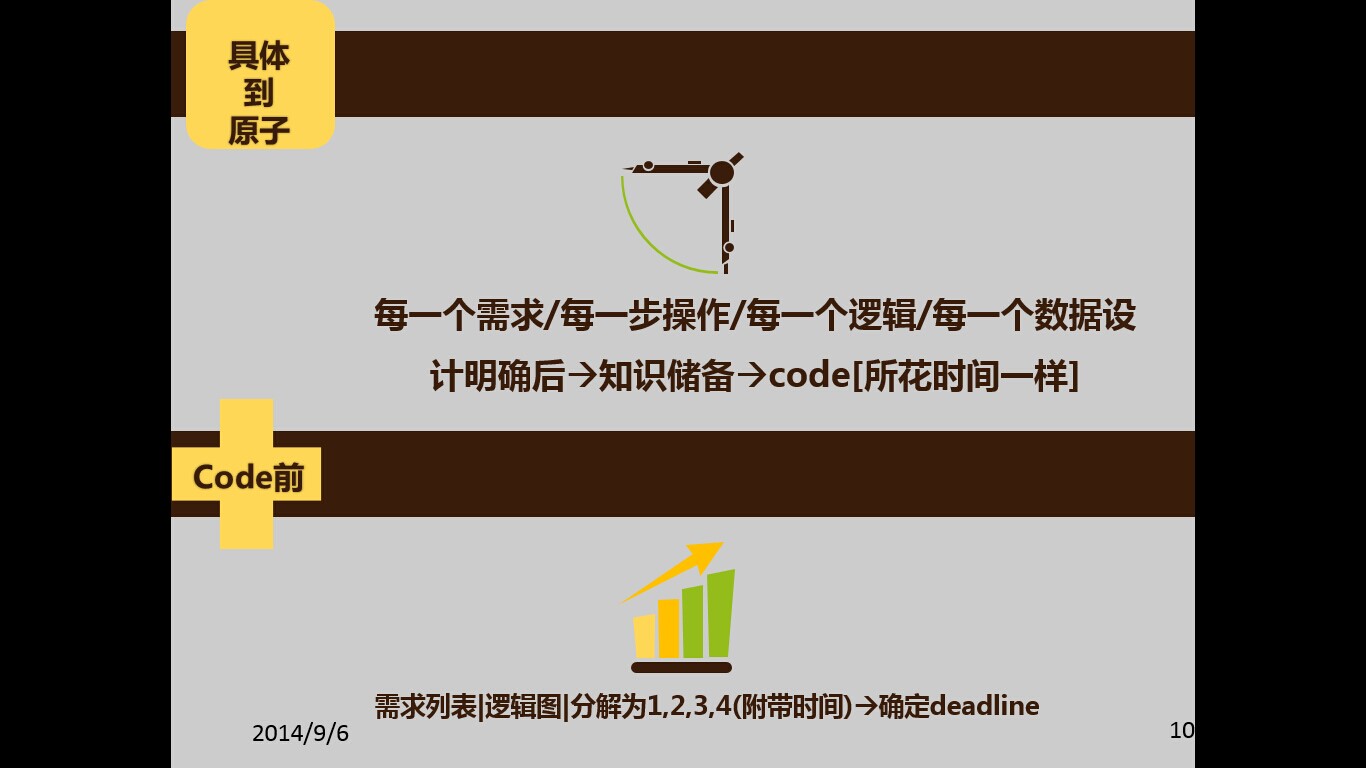 具体
到
原子
每一个需求/每一步操作/每一个逻辑/每一个数据设
计明确后→知识储备→code[所花时间一样]
Code前
需求列表|逻辑图|分解为1,2,3,4(附带时间)→确定deadline
2014/9/6
10